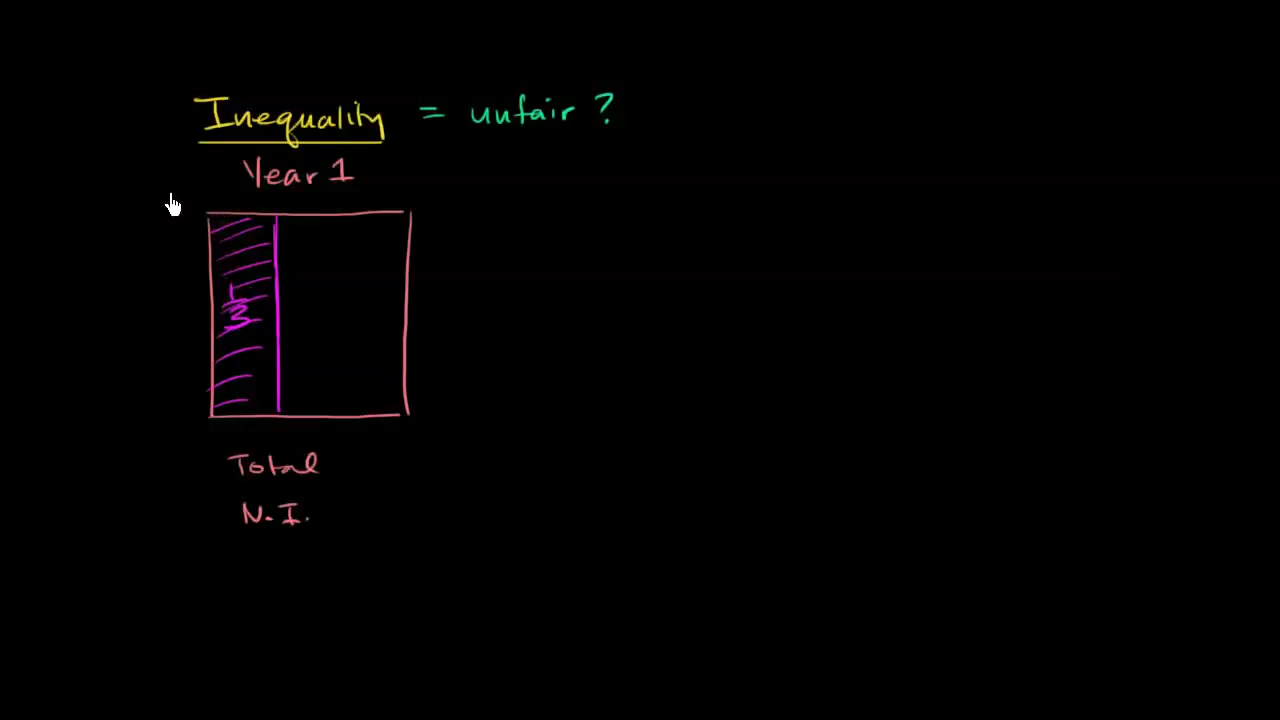 Inequality = unfair ?
Year 1
1
3
Total
N.I.